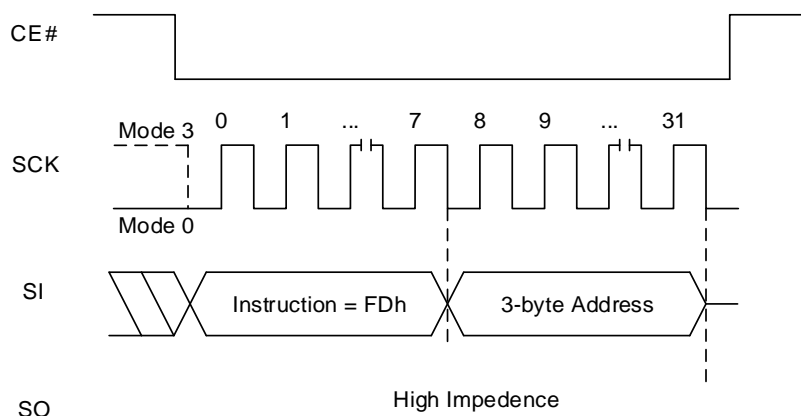 CE#
0 1 ... 7 8 9 ... 31
Mode 3
SCK
Mode 0
SI
Instruction = FDh
3-byte Address
High Impedence
SO